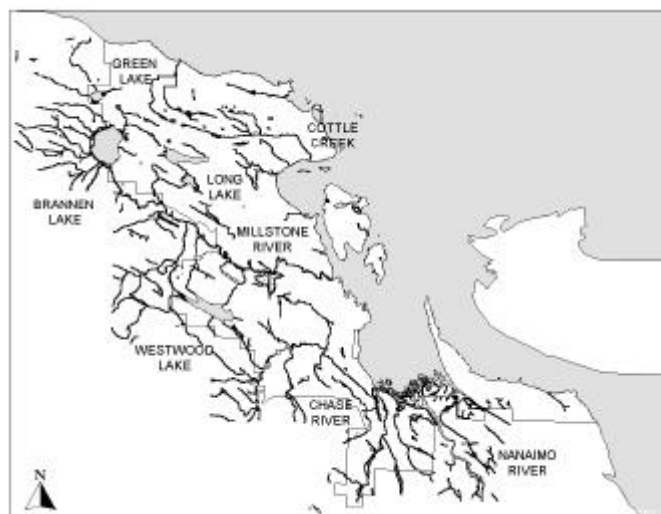 GREEN
LAKE
COTTLE
CREEK
LONG
LAKE
BRANNEN
LAKE
MILLSTONE
RIVER
WESTWOOD
LAKE
CHASE
RIVER
NANAIMO
RIVER
N